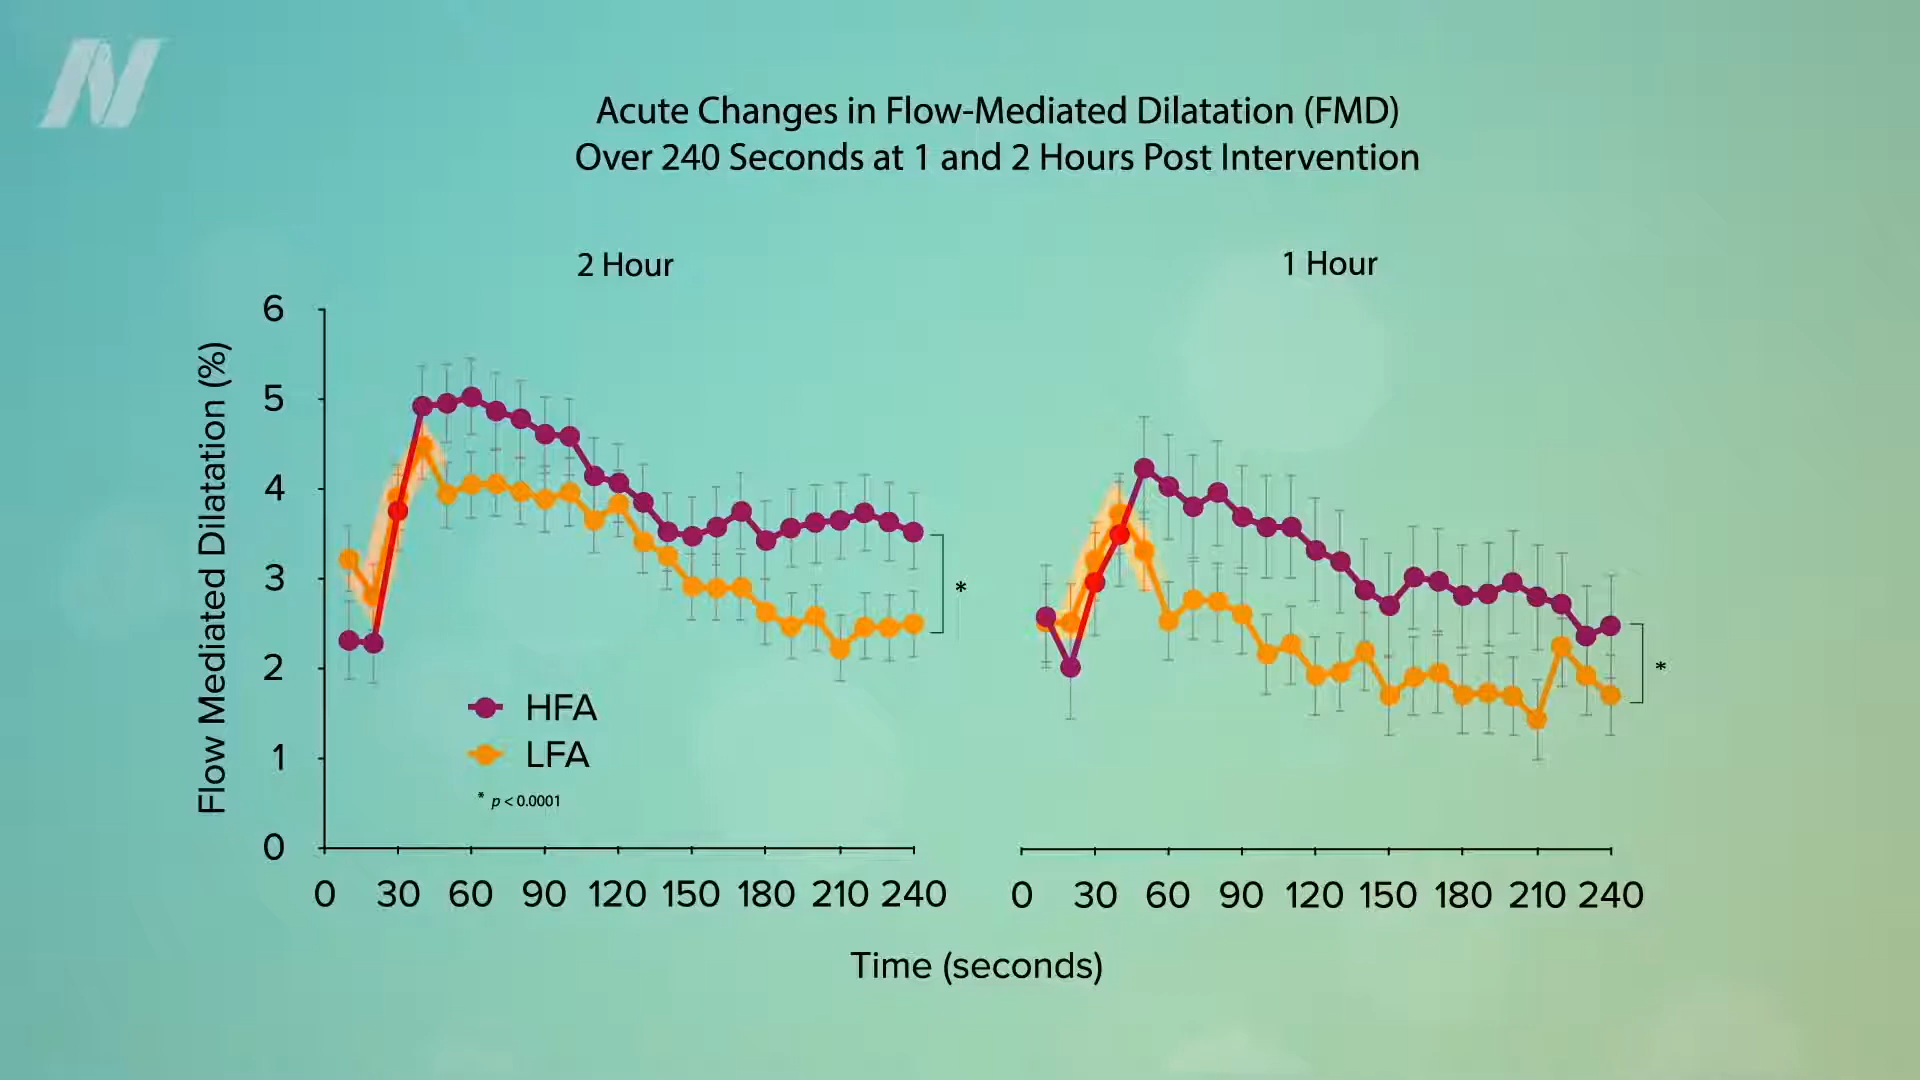 N
Acute Changes in Flow-Mediated Dilatation (FMD)
Over 240 Seconds at 1 and 2 Hours Post Intervention
2 Hour
1 Hour
Flow Mediated Dilatation (%)
6
5
4
3
2
1
0
*
*
HFA
LFA
* p < 0.0001
0 30 60 90 120 150 180 210 240
0 30 60 90 120 150 180 210 240
Time (seconds)